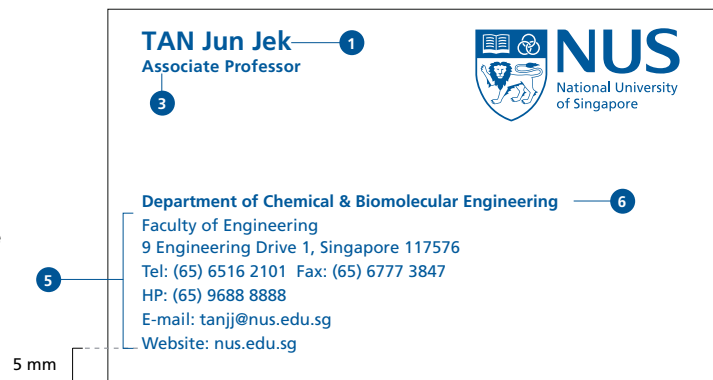 TAN Jun Jek
1
Associate Professor
3
NUS
National University
of Singapore
Department of Chemical & Biomolecular Engineering
6
Faculty of Engineering
9 Engineering Drive 1, Singapore 117576
Tel: (65) 6516 2101 Fax: (65) 6777 3847
5
HP: (65) 9688 8888
E-mail: tanjj@nus.edu.sg
Website: nus.edu.sg
5 mm